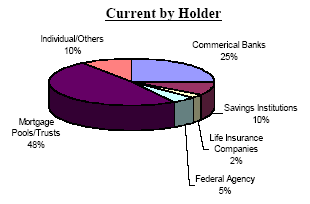 Current by Holder
Individual/Others
10%
Commerical Banks
25%
Savings Institutions
10%
Life Insurance
Companies
2%
Federal Agency
5%
Mortgage
Pools/Trusts
48%